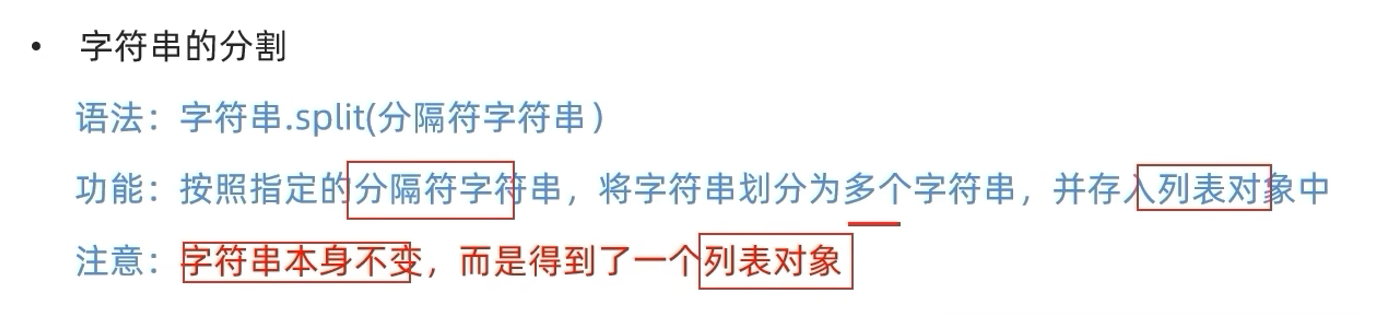 • 字符串的分割
语法：字符串.split(分隔符字符串）
功能：按照指定的分隔符字符串，将字符串划分为多个字符串，并存入列表对象中
注意：字符串本身不变，而是得到了一个列表对象